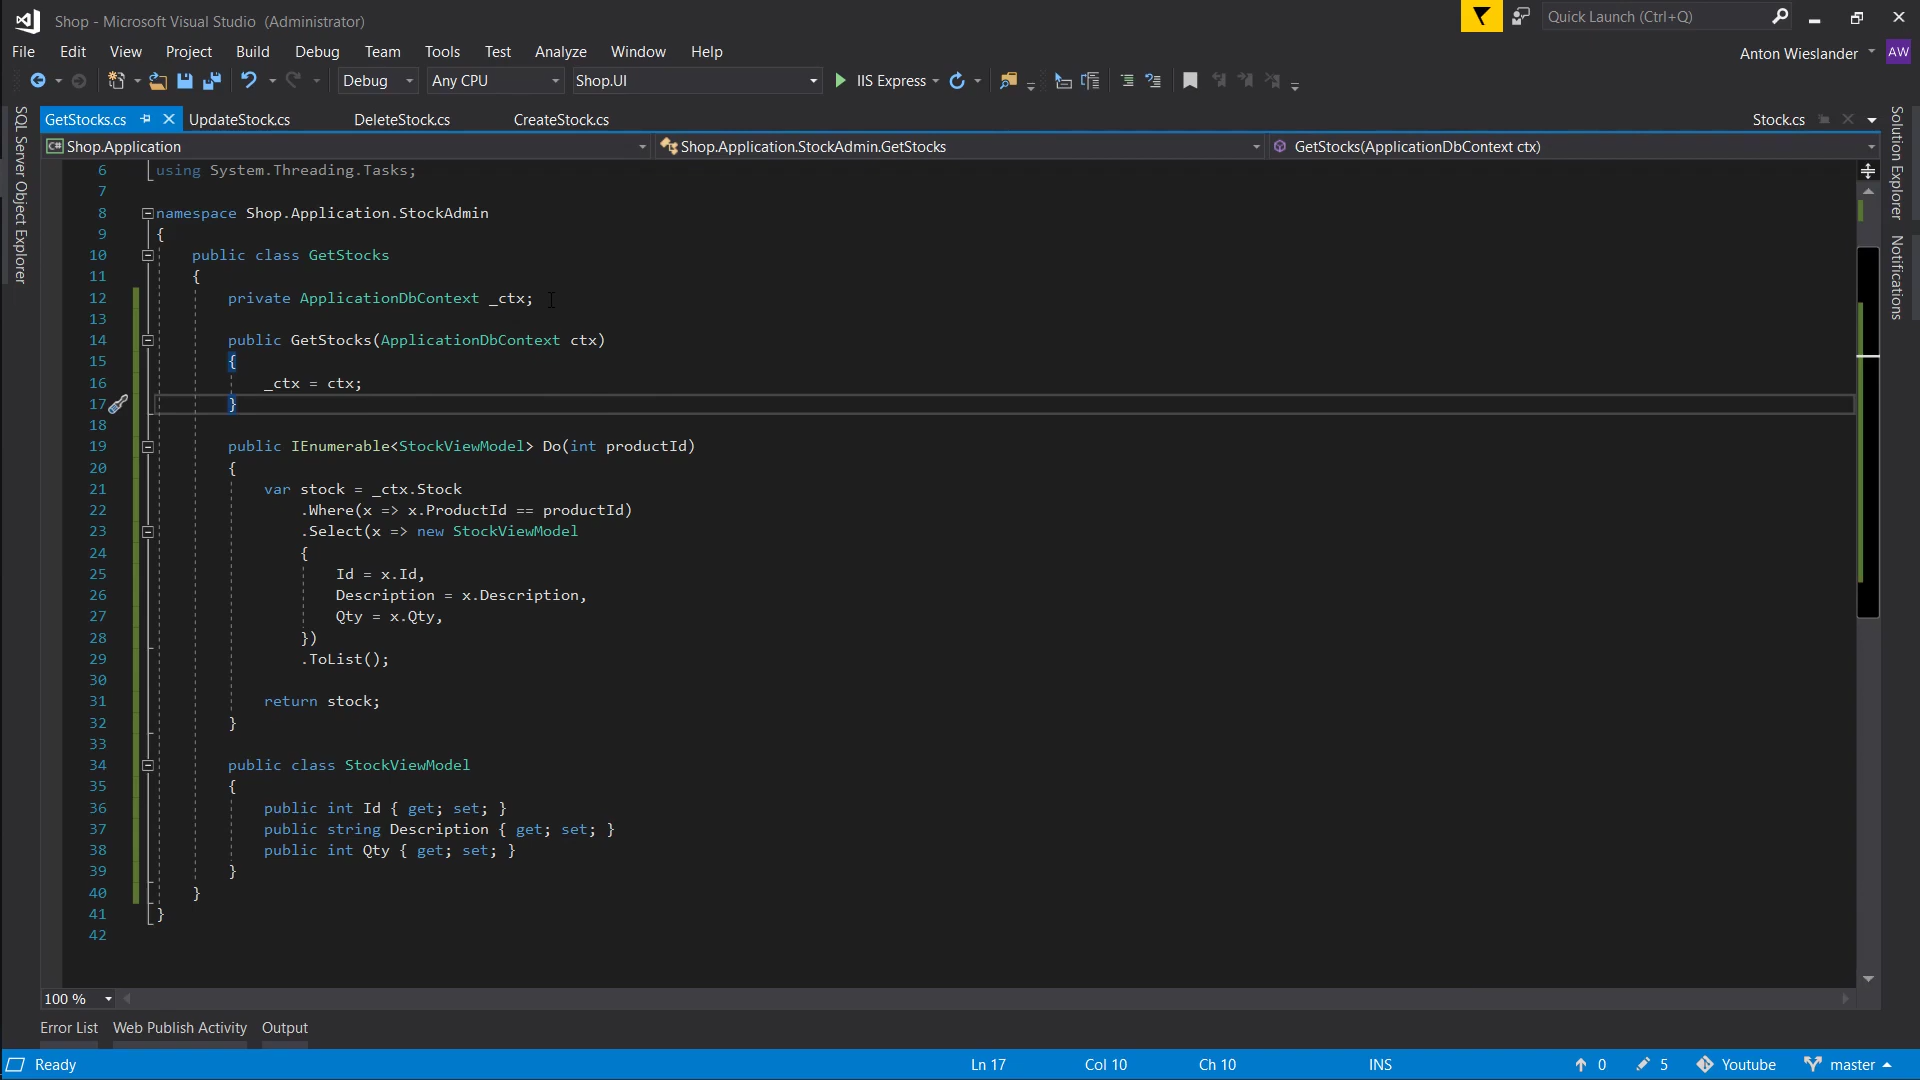 Shop - Microsoft Visual Studio (Administrator)
Quick Launch (Ctrl+Q)
File Edit View Project Build Debug Team Tools Test Analyze Window Help
Anton Wieslander AW
Debug Any CPU Shop.UI IIS Express
GetStocks.cs UpdateStock.cs DeleteStock.cs CreateStock.cs Stock.cs
C# Shop.Application Shop.Application.StockAdmin.GetStocks GetStocks(ApplicationDbContext ctx)
SQL Server Object Explorer
Solution Explorer
Notifications
6 using System.Threading.Tasks;
7
8 namespace Shop.Application.StockAdmin
9 {
10 public class GetStocks
11 {
12 private ApplicationDbContext _ctx;
13
14 public GetStocks(ApplicationDbContext ctx)
15 {
16 _ctx = ctx;
17 }
18
19 public IEnumerable<StockViewModel> Do(int productId)
20 {
21 var stock = _ctx.Stock
22 .Where(x => x.ProductId == productId)
23 .Select(x => new StockViewModel
24 {
25 Id = x.Id,
26 Description = x.Description,
27 Qty = x.Qty,
28 })
29 .ToList();
30
31 return stock;
32 }
33
34 public class StockViewModel
35 {
36 public int Id { get; set; }
37 public string Description { get; set; }
38 public int Qty { get; set; }
39 }
40 }
41 }
42
100 %
Error List Web Publish Activity Output
Ready Ln 17 Col 10 Ch 10 INS 0 5 Youtube master